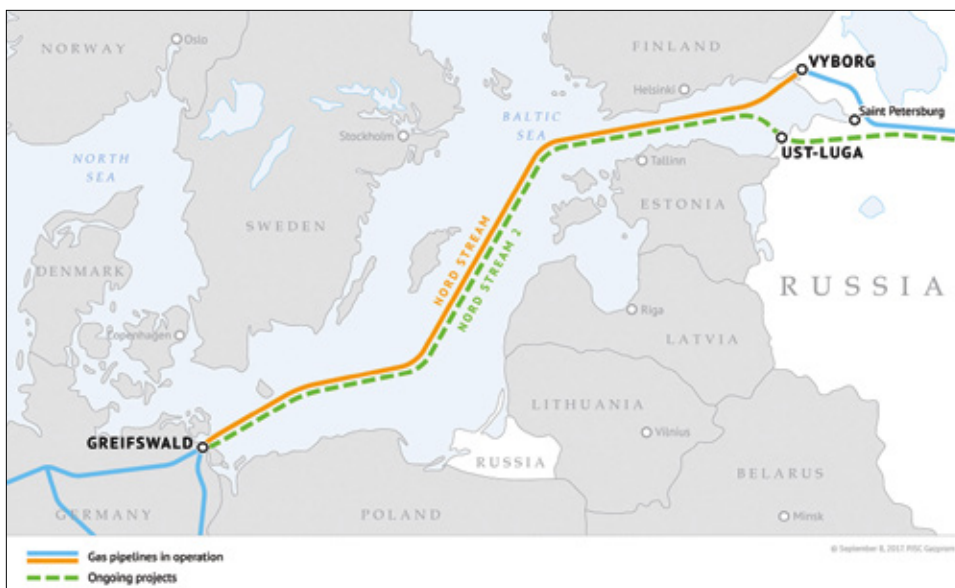 NORWAY
Oslo
FINLAND
VYBORG
Helsinki
Saint Petersburg
Stockholm
BALTIC
SEA
UST-LUGA
NORTH
SEA
Tallinn
SWEDEN
ESTONIA
NORD STREAM
NORD STREAM 2
DENMARK
RUSSIA
Copenhagen
Riga
LATVIA
LITHUANIA
GREIFSWALD
Vilnius
RUSSIA
BELARUS
GERMANY
POLAND
Minsk
Gas pipelines in operation
© September 8, 2017 PJSC Gazprom
Ongoing projects